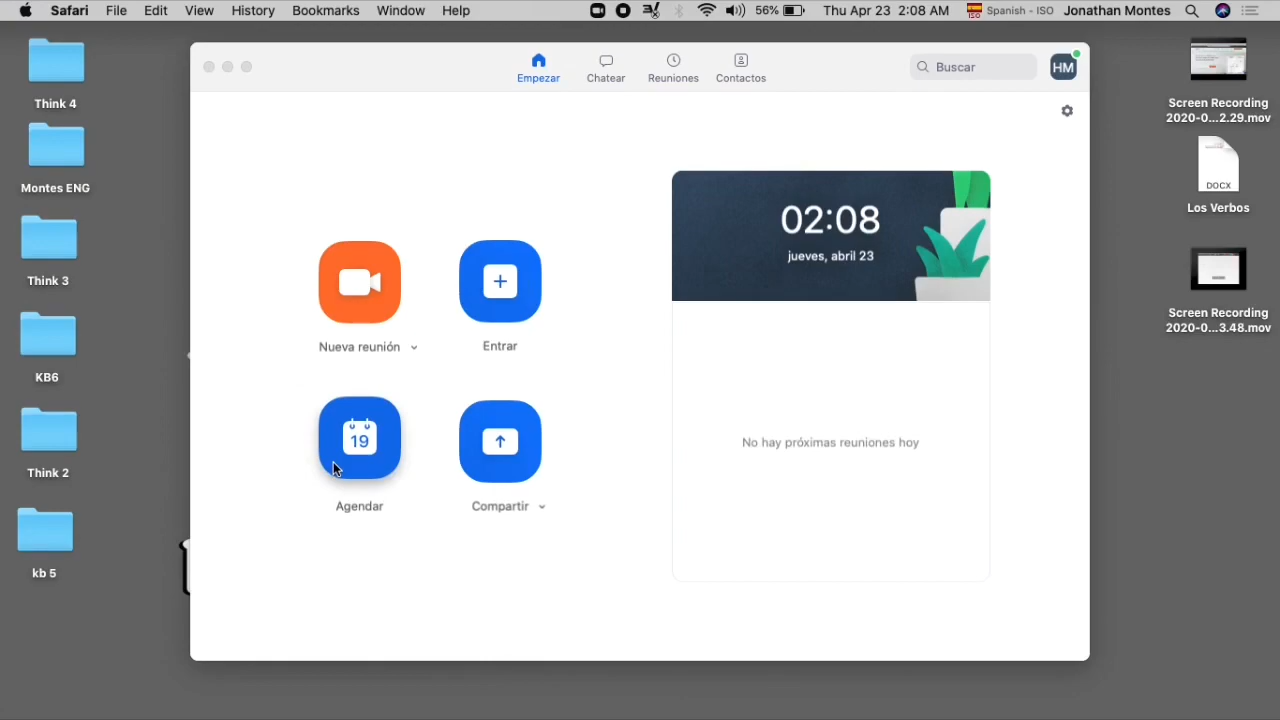 Safari File Edit View History Bookmarks Window Help 56% Thu Apr 23 2:08 AM ISO Spanish - ISO Jonathan Montes
Think 4
Montes ENG
Think 3
KB6
Think 2
kb 5
Empezar Chatear Reuniones Contactos
Buscar
HM
Nueva reunión
Entrar
19
Agendar
Compartir
02:08
jueves, abril 23
No hay próximas reuniones hoy
Screen Recording
2020-0...2.29.mov
DOCX
Los Verbos
Screen Recording
2020-0...3.48.mov